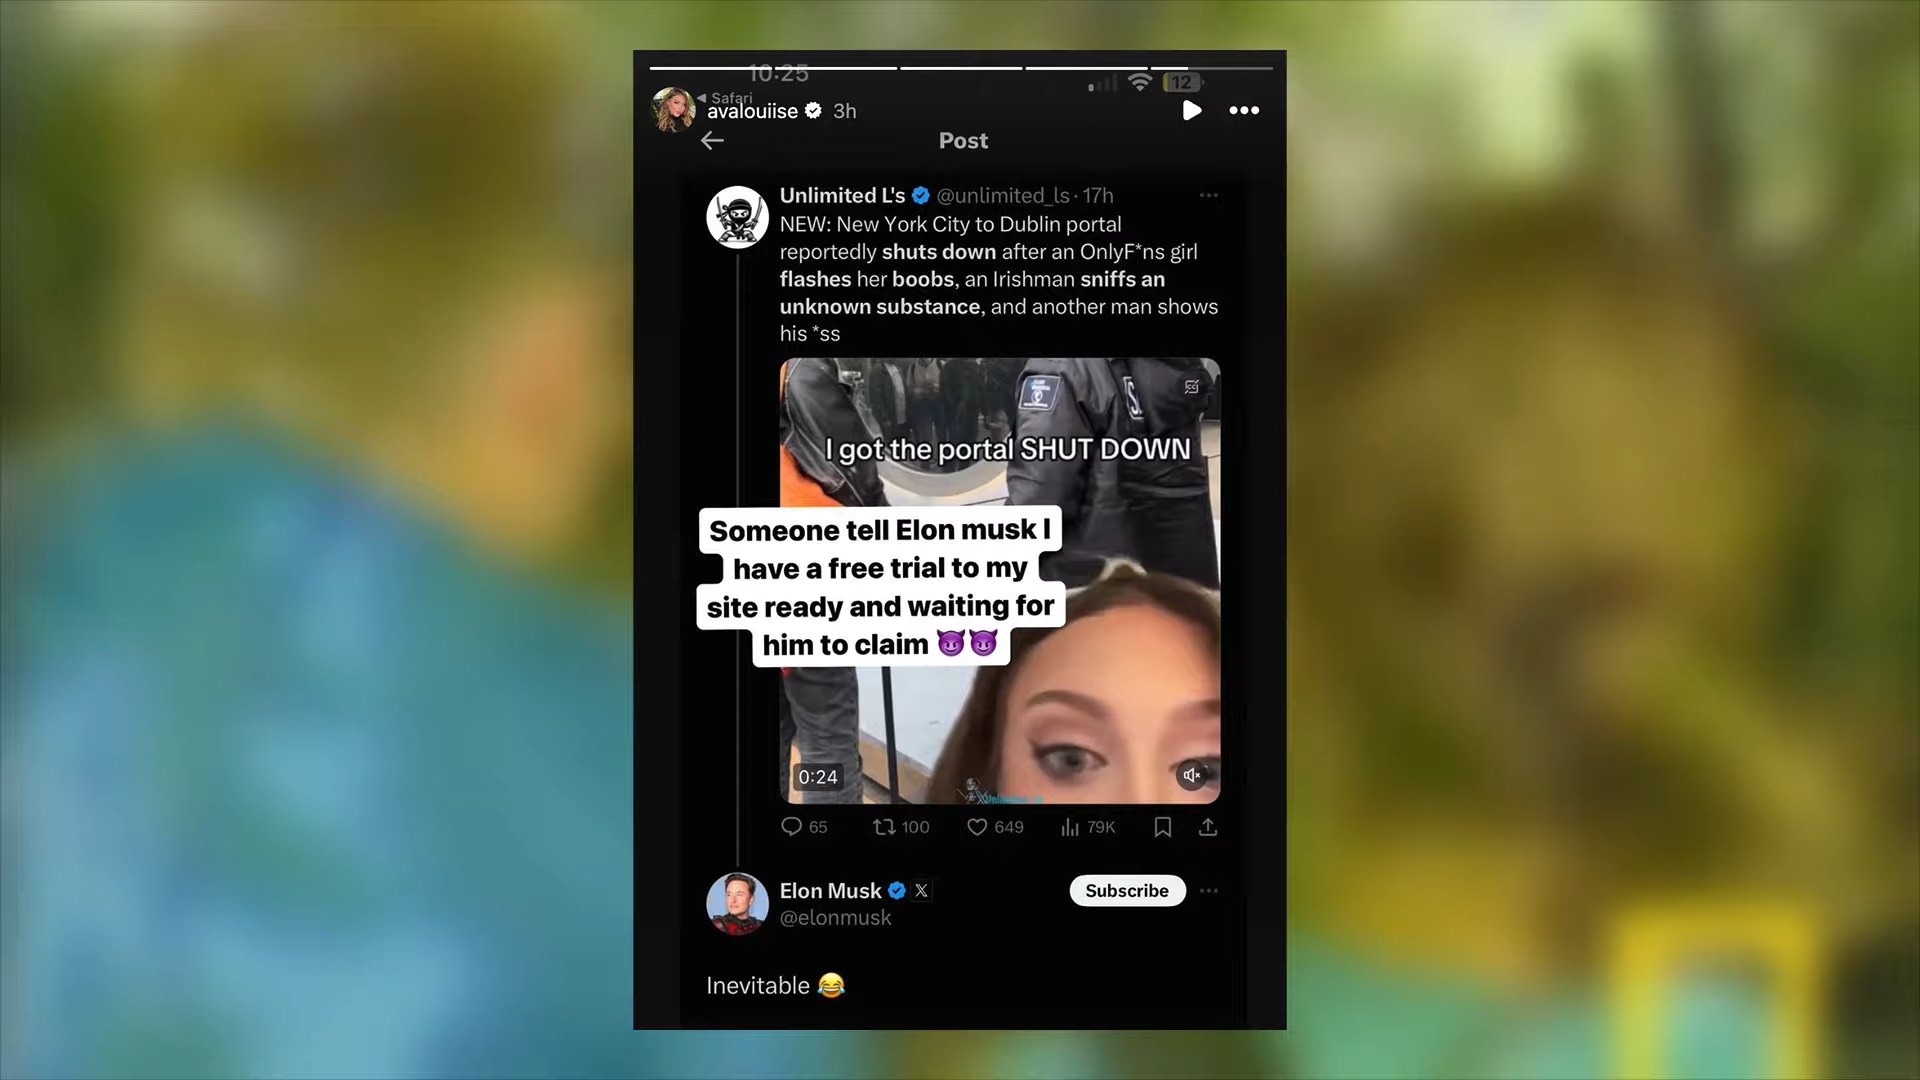 10:25
12
Safari
avalouiise 3h
Post
Unlimited L's @unlimited_ls · 17h
NEW: New York City to Dublin portal
reportedly shuts down after an OnlyF*ns girl
flashes her boobs, an Irishman sniffs an
unknown substance, and another man shows
his *ss
I got the portal SHUT DOWN
Someone tell Elon musk I
have a free trial to my
site ready and waiting for
him to claim 😈😈
0:24
65 100 649 79K
Elon Musk
Subscribe
@elonmusk
Inevitable 😂